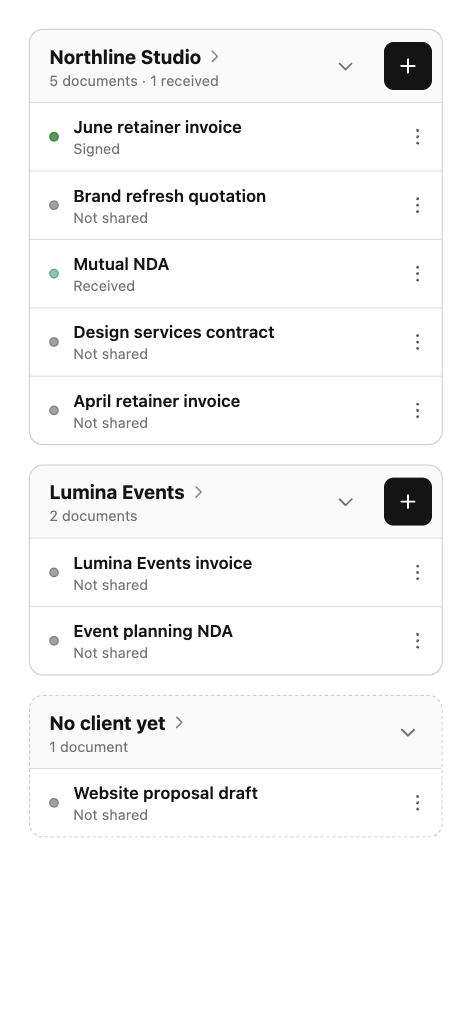 Northline Studio
5 documents · 1 received
June retainer invoice
Signed
Brand refresh quotation
Not shared
Mutual NDA
Received
Design services contract
Not shared
April retainer invoice
Not shared
Lumina Events
2 documents
Lumina Events invoice
Not shared
Event planning NDA
Not shared
No client yet
1 document
Website proposal draft
Not shared